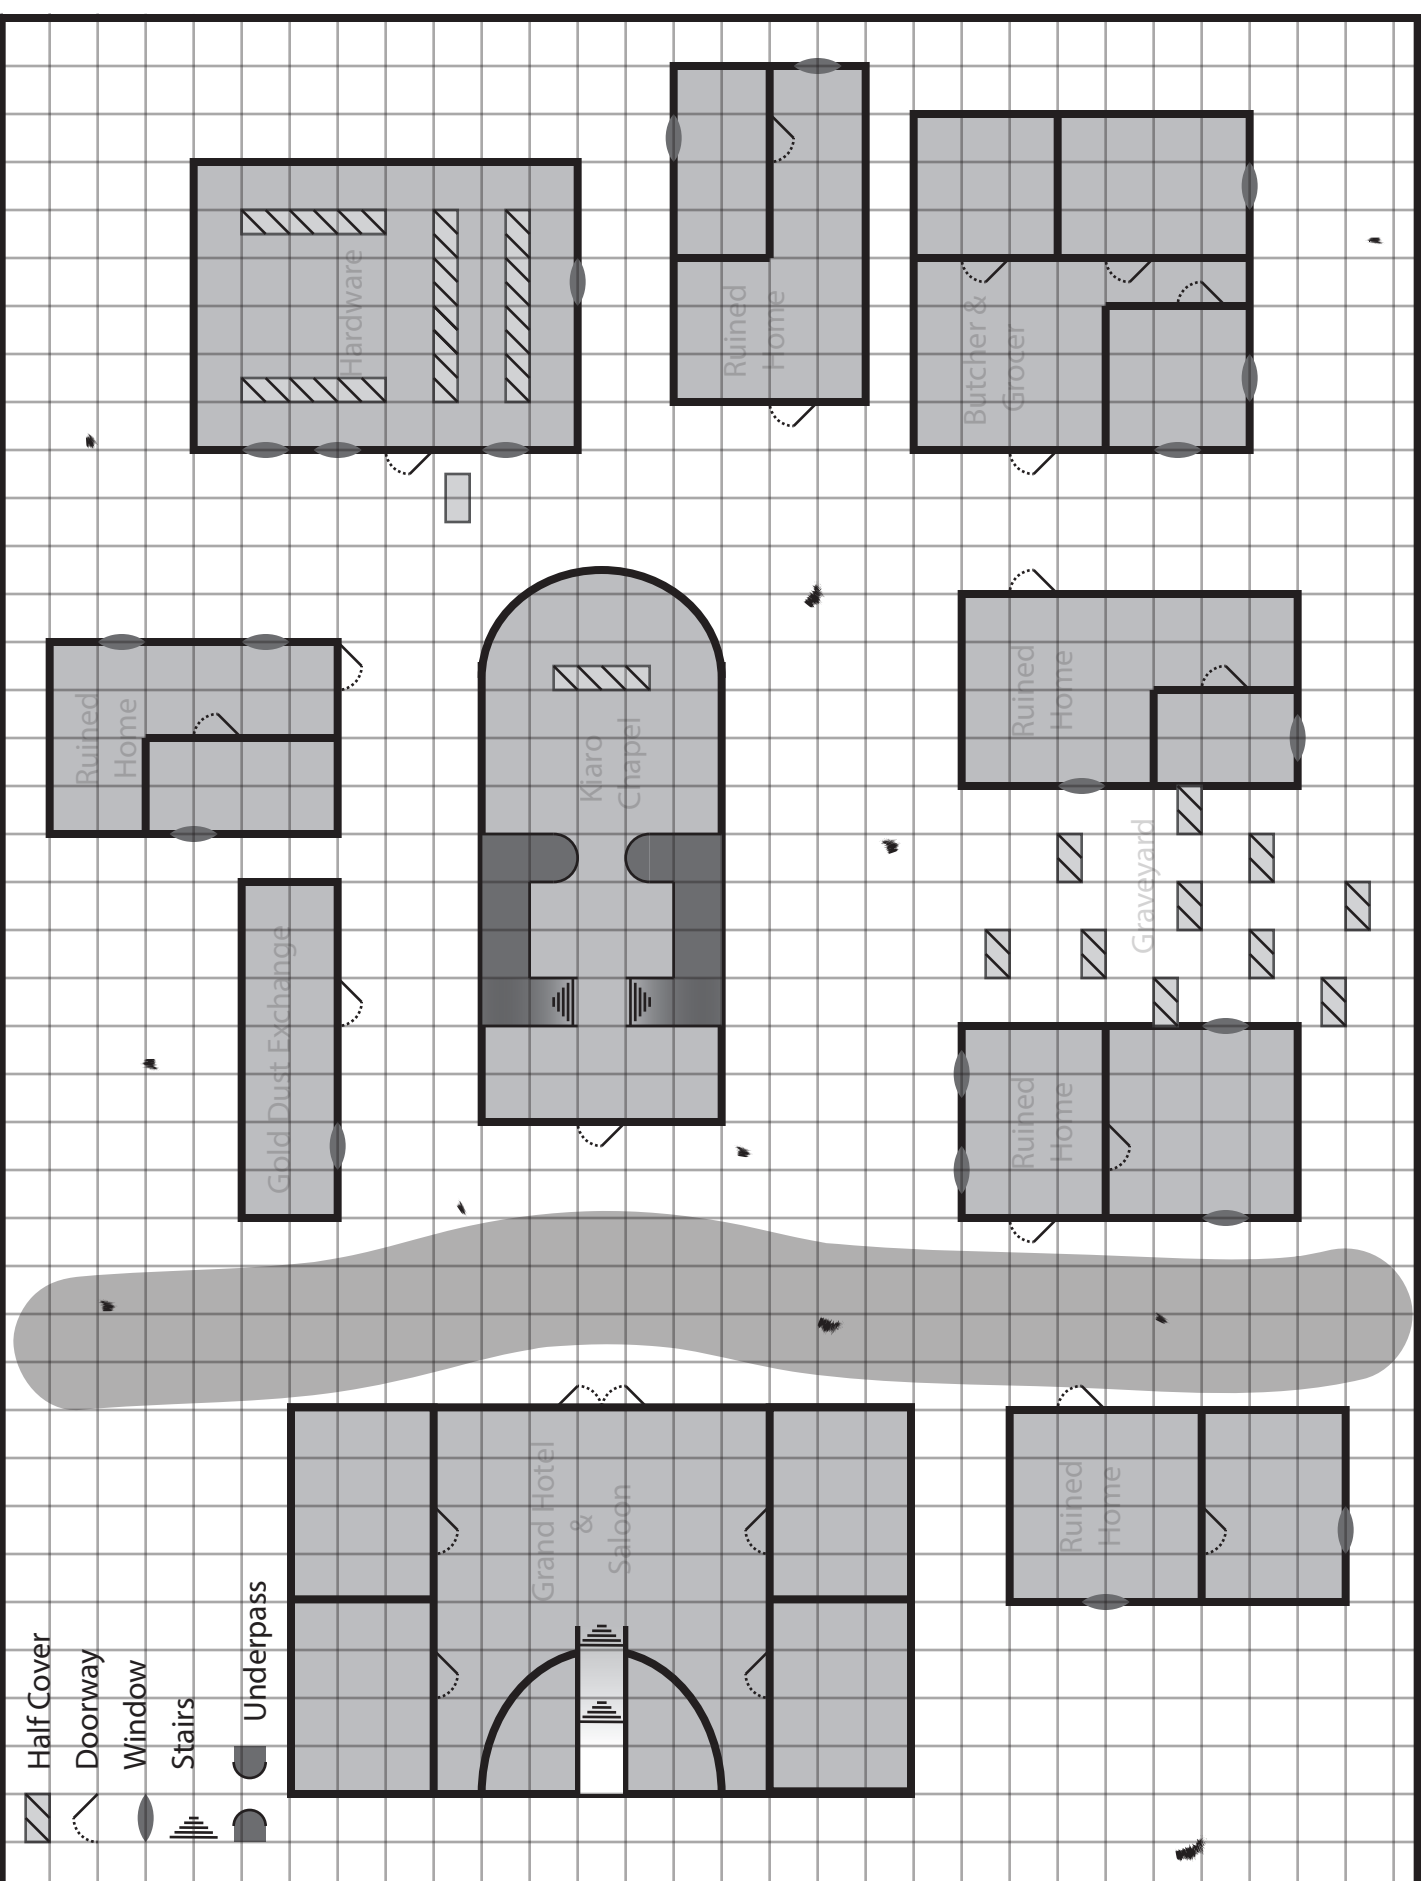 Hardware
Ruined
Home
Butcher &
Grocer
Ruined
Home
Kiaro
Chapel
Ruined
Home
Graveyard
Gold Dust Exchange
Ruined
Home
Grand Hotel
&
Saloon
Ruined
Home
Half Cover
Doorway
Window
Stairs
Underpass